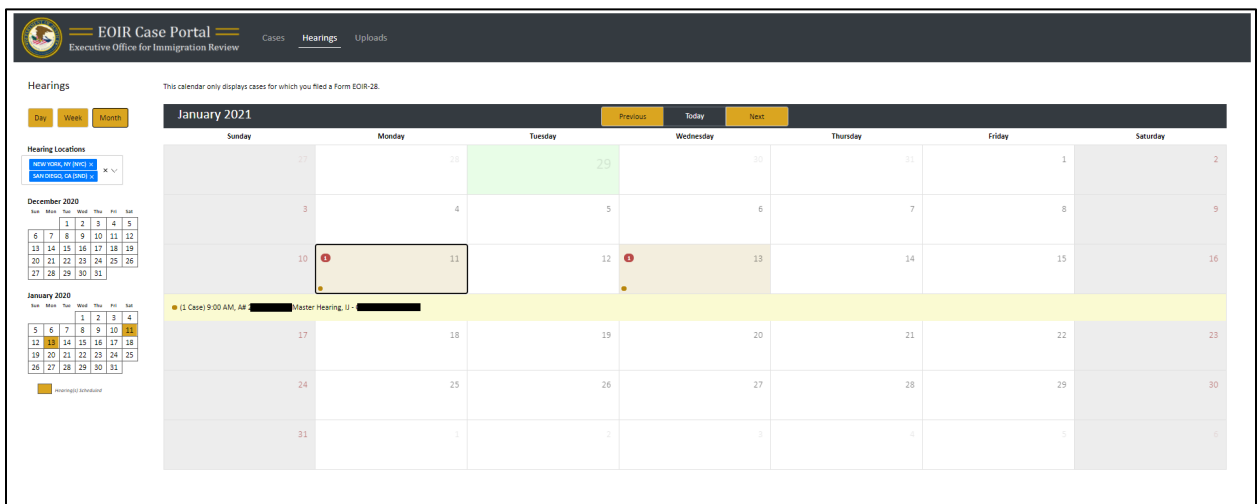 EOIR Case Portal
Executive Office for Immigration Review
Cases Hearings Uploads
Hearings
This calendar only displays cases for which you filed a Form EOIR-28.
Day Week Month
January 2021
Previous Today Next
Sunday Monday Tuesday Wednesday Thursday Friday Saturday
27 28 29 30 31 1 2
3 4 5 6 7 8 9
10 1 11 12 1 13 14 15 16
(1 Case) 9:00 AM, A# 2 Master Hearing, IJ -
17 18 19 20 21 22 23
24 25 26 27 28 29 30
31 1 2 3 4 5 6
Hearing Locations
NEW YORK, NY (NYC) ×
SAN DIEGO, CA (SND) ×
December 2020
Sun Mon Tue Wed Thu Fri Sat
1 2 3 4 5
6 7 8 9 10 11 12
13 14 15 16 17 18 19
20 21 22 23 24 25 26
27 28 29 30 31
January 2020
Sun Mon Tue Wed Thu Fri Sat
1 2 3 4
5 6 7 8 9 10 11
12 13 14 15 16 17 18
19 20 21 22 23 24 25
26 27 28 29 30 31
Hearing(s) Scheduled